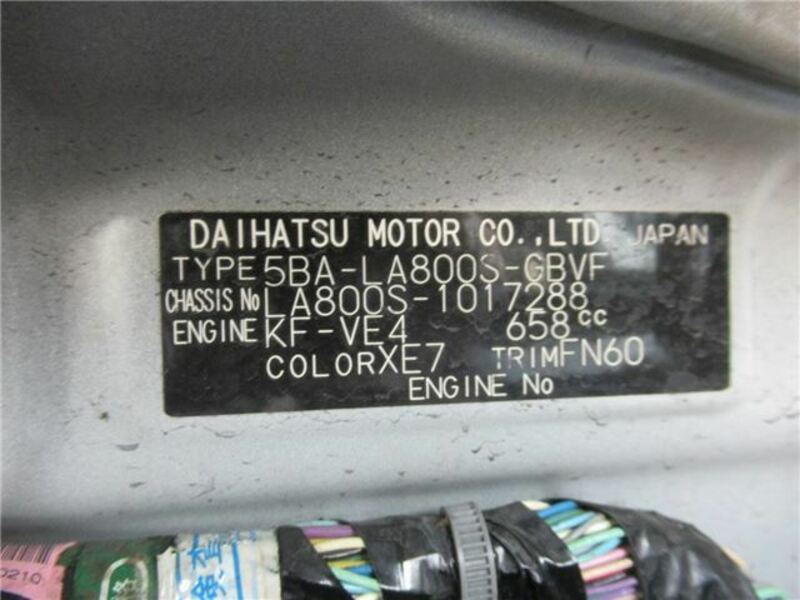 DAIHATSU MOTOR CO.,LTD. JAPAN
TYPE 5BA-LA800S-GBVF
CHASSIS No LA800S-1017288
ENGINE KF-VE4 658cc
COLOR XE7 TRIM FN60
ENGINE No
0210